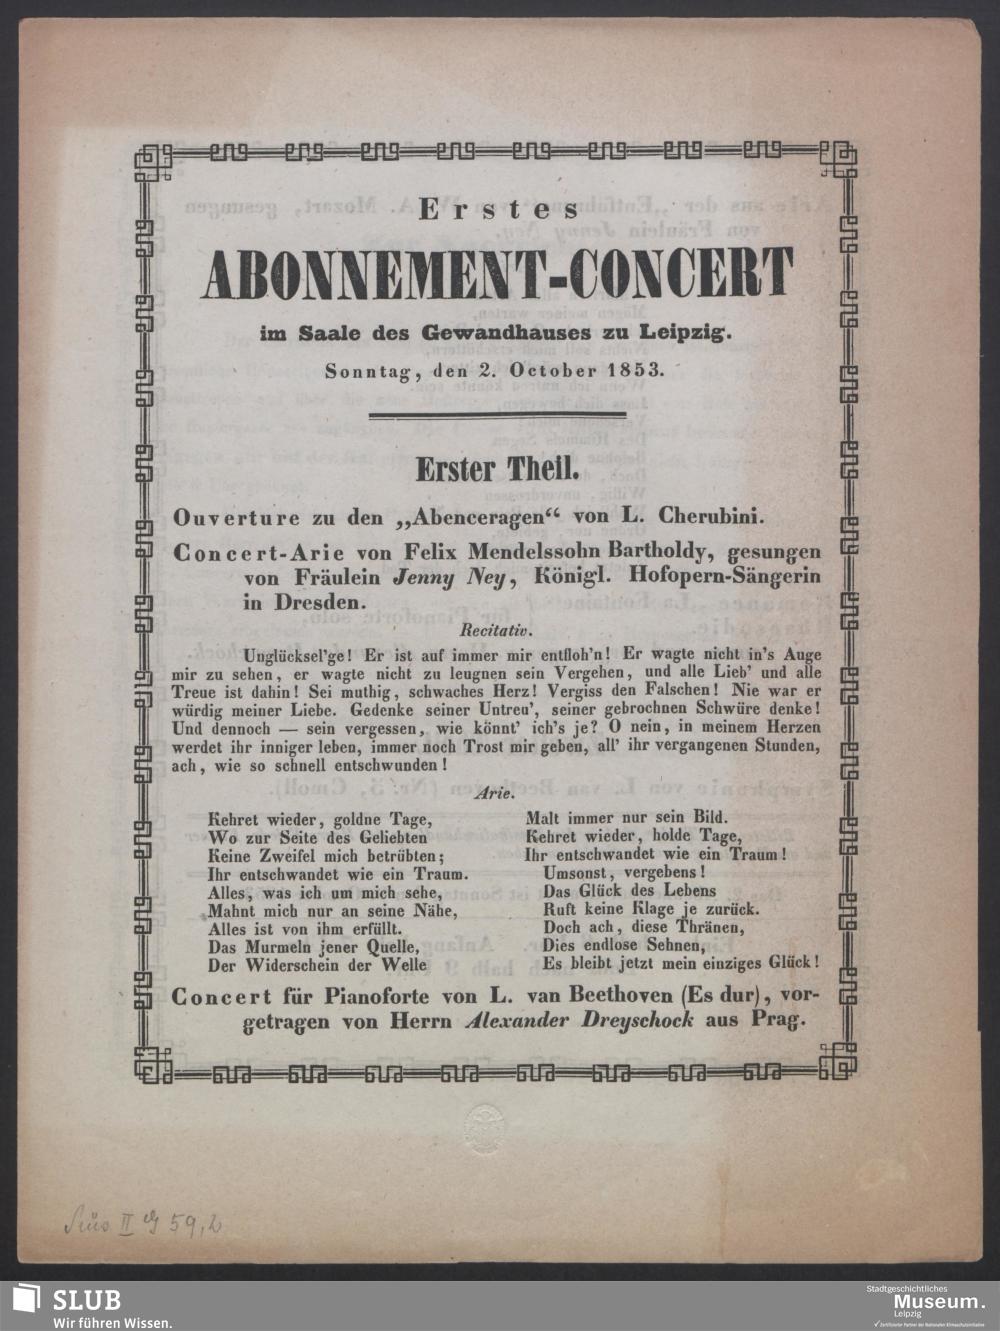 Erstes
ABONNEMENT-CONCERT
im Saale des Gewandhauses zu Leipzig.
Sonntag, den 2. October 1853.
Erster Theil.
Ouverture zu den „Abenceragen“ von L. Cherubini.
Concert-Arie von Felix Mendelssohn Bartholdy, gesungen
von Fräulein Jenny Ney, Königl. Hofopern-Sängerin
in Dresden.
Recitativ.
Unglücksel'ge! Er ist auf immer mir entfloh'n! Er wagte nicht in's Auge
mir zu sehen, er wagte nicht zu leugnen sein Vergehen, und alle Lieb' und alle
Treue ist dahin! Sei muthig, schwaches Herz! Vergiss den Falschen! Nie war er
würdig meiner Liebe. Gedenke seiner Untreu', seiner gebrochnen Schwüre denke!
Und dennoch — sein vergessen, wie könnt' ich's je? O nein, in meinem Herzen
werdet ihr inniger leben, immer noch Trost mir geben, all' ihr vergangenen Stunden,
ach, wie so schnell entschwunden!
Arie.
Kehret wieder, goldne Tage,
Wo zur Seite des Geliebten
Keine Zweifel mich betrübten;
Ihr entschwandet wie ein Traum.
Alles, was ich um mich sehe,
Mahnt mich nur an seine Nähe,
Alles ist von ihm erfüllt.
Das Murmeln jener Quelle,
Der Widerschein der Welle
Malt immer nur sein Bild.
Kehret wieder, holde Tage,
Ihr entschwandet wie ein Traum!
Umsonst, vergebens!
Das Glück des Lebens
Ruft keine Klage je zurück.
Doch ach, diese Thränen,
Dies endlose Sehnen,
Es bleibt jetzt mein einziges Glück!
Concert für Pianoforte von L. van Beethoven (Es dur), vor-
getragen von Herrn Alexander Dreyschock aus Prag.
II 59,2
SLUB
Wir führen Wissen.
Stadtgeschichtliches
Museum.
Leipzig
Zertifizierter Partner der Nationalen Klimaschutzinitiative